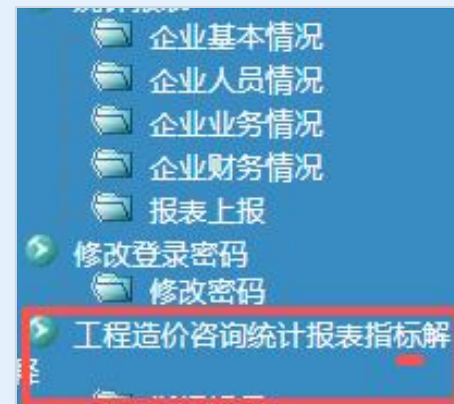 企业基本情况
企业人员情况
企业业务情况
企业财务情况
报表上报
修改登录密码
修改密码
工程造价咨询统计报表指标解
释